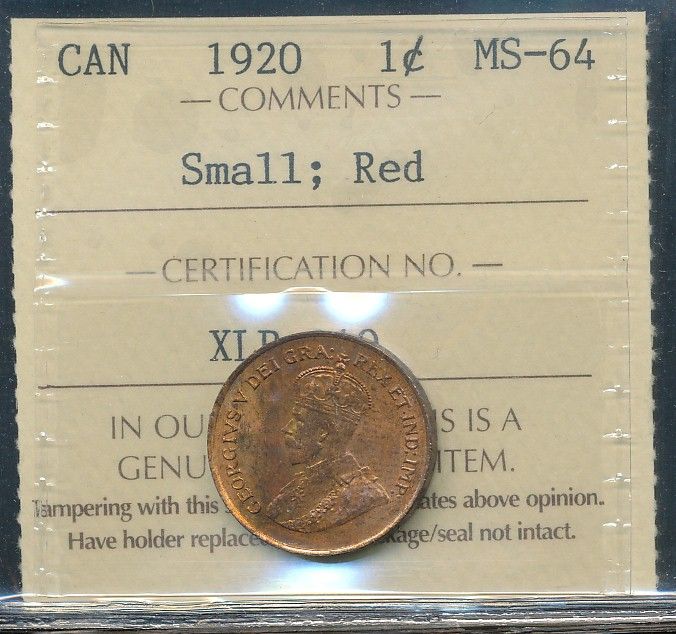 CAN 1920 1¢ MS-64
— COMMENTS —
Small; Red
— CERTIFICATION NO. —
IN OU S IS A
GENU ITEM.
Tampering with this ates above opinion.
Have holder replace kage/seal not intact.
GEORGIVS V DEI GRA: REX ET IND: IMP: